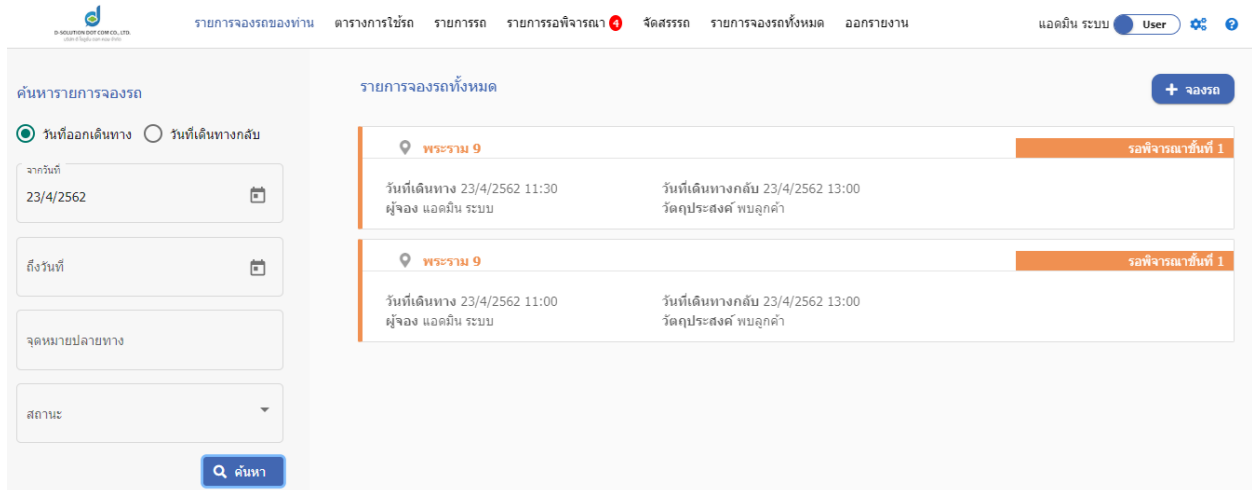 D-SOLUTION DOT COM CO., LTD.
รายการจองรถของท่าน ตารางการใช้รถ รายการรถ รายการรอพิจารณา 4 จัดสรรรถ รายการจองรถทั้งหมด ออกรายงาน แอดมิน ระบบ User
ค้นหารายการจองรถ
วันที่ออกเดินทาง วันที่เดินทางกลับ
จากวันที่
23/4/2562
ถึงวันที่
จุดหมายปลายทาง
สถานะ
ค้นหา
รายการจองรถทั้งหมด
+ จองรถ
พระราม 9 รอพิจารณาชั้นที่ 1
วันที่เดินทาง 23/4/2562 11:30 วันที่เดินทางกลับ 23/4/2562 13:00
ผู้จอง แอดมิน ระบบ วัตถุประสงค์ พบลูกค้า
พระราม 9 รอพิจารณาชั้นที่ 1
วันที่เดินทาง 23/4/2562 11:00 วันที่เดินทางกลับ 23/4/2562 13:00
ผู้จอง แอดมิน ระบบ วัตถุประสงค์ พบลูกค้า